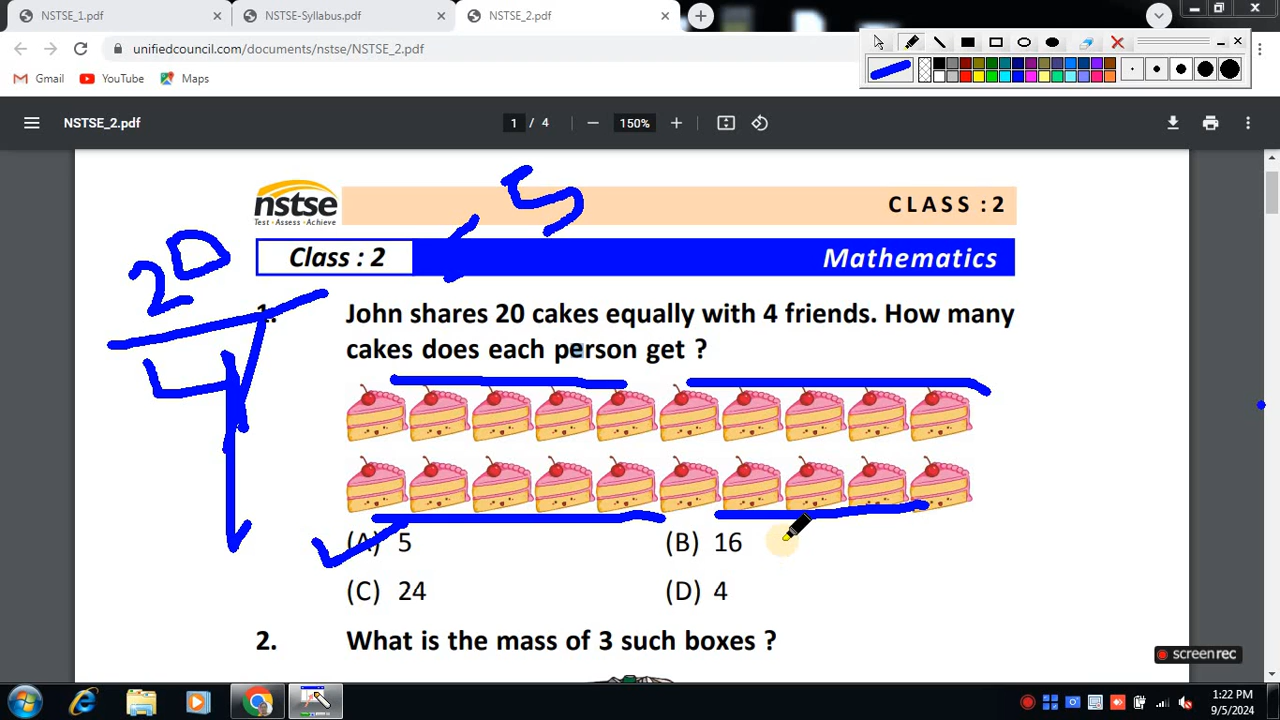 NSTSE_1.pdf
NSTSE-Syllabus.pdf
NSTSE_2.pdf
unifiedcouncil.com/documents/nstse/NSTSE_2.pdf
Gmail YouTube Maps
NSTSE_2.pdf 1 / 4 150%
nstse
Test • Assess • Achieve
CLASS : 2
Class : 2 Mathematics
5
20
4
1. John shares 20 cakes equally with 4 friends. How many
cakes does each person get ?
(A) 5 (B) 16
(C) 24 (D) 4
2. What is the mass of 3 such boxes ?
screenrec
1:22 PM
9/5/2024